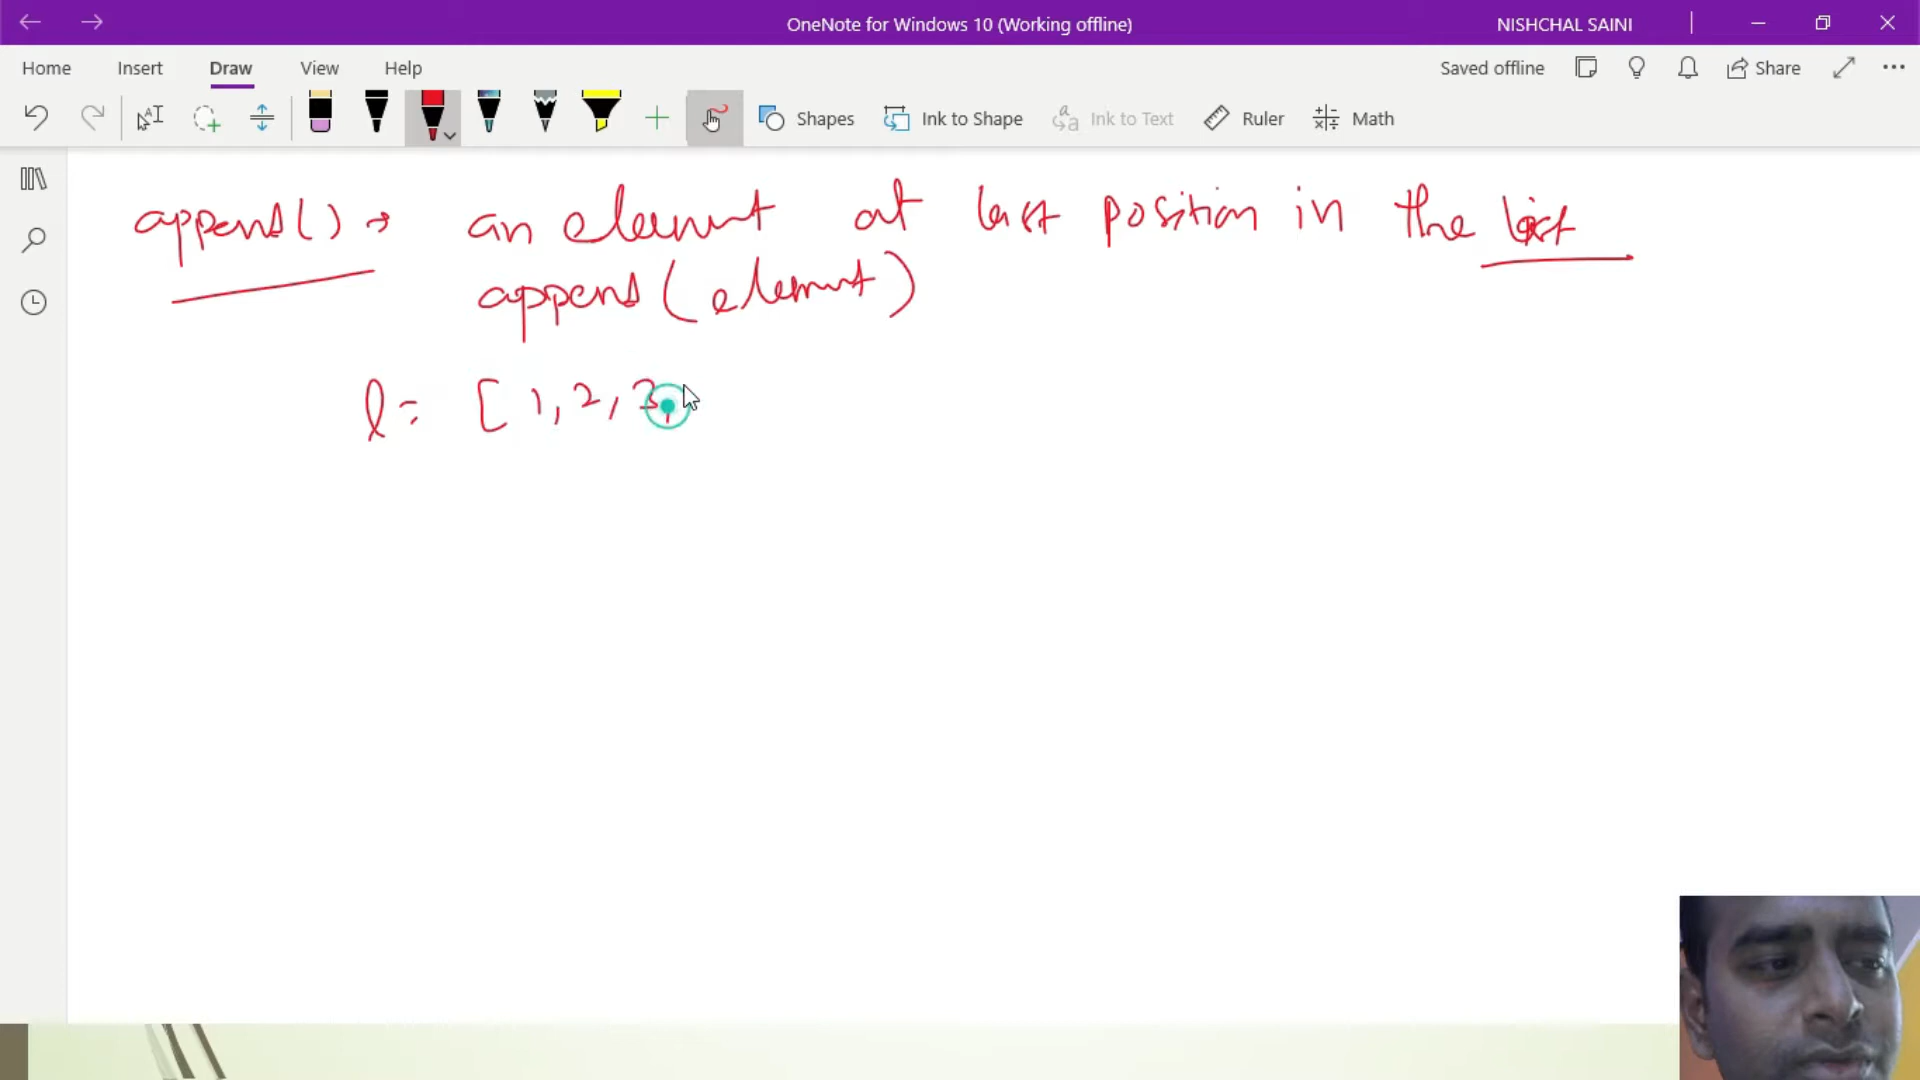 OneNote for Windows 10 (Working offline) NISHCHAL SAINI
Home Insert Draw View Help Saved offline Share
Shapes Ink to Shape Ink to Text Ruler Math
append() → an element at last position in the list
append(element)
l = [ 1, 2, 3,